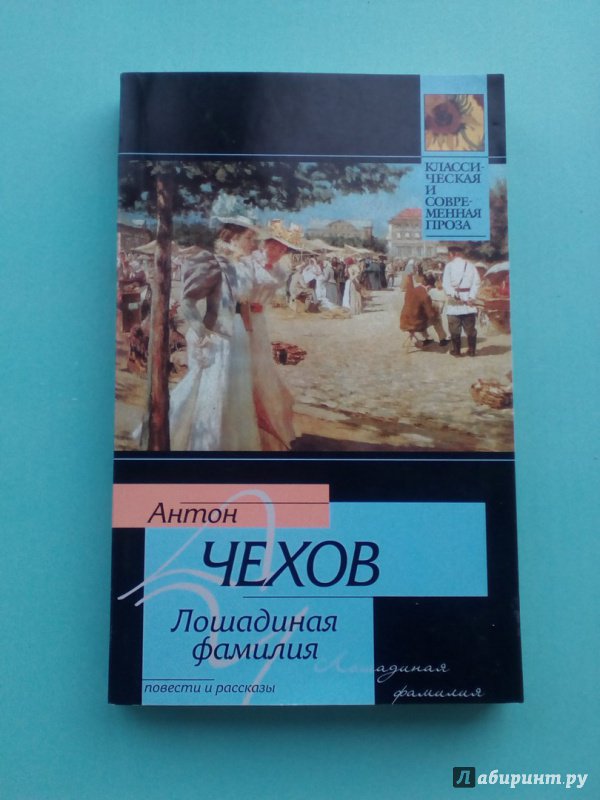 КЛАССИ-
ЧЕСКАЯ
И
СОВРЕ-
МЕННАЯ
ПРОЗА
Антон
ЧЕХОВ
Лошадиная
фамилия
повести и рассказы
Лошадиная
фамилия
Лабиринт.ру